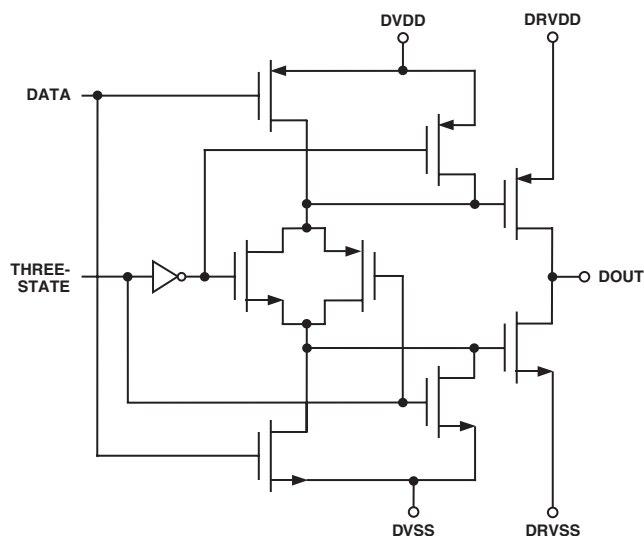 DVDD
DRVDD
DATA
THREE-
STATE
DOUT
DVSS
DRVSS